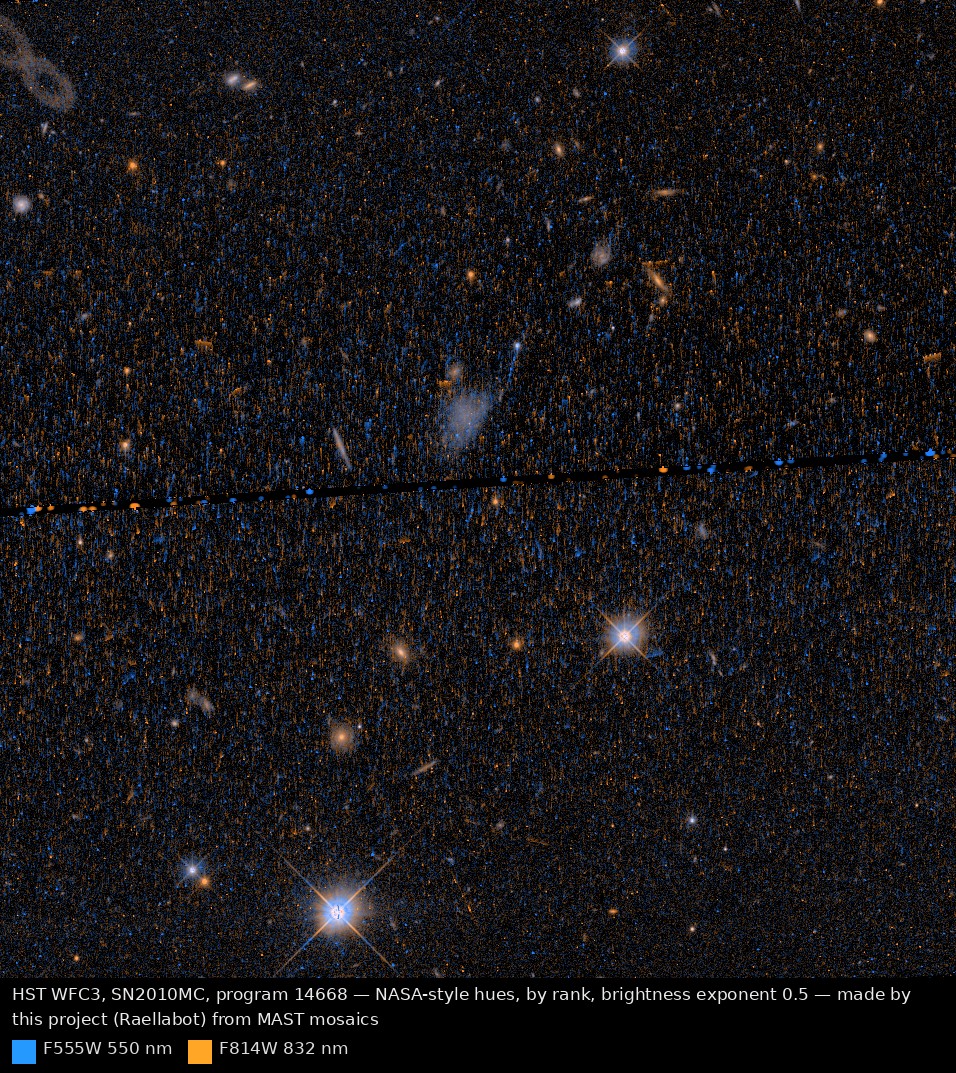 HST WFC3, SN2010MC, program 14668 — NASA-style hues, by rank, brightness exponent 0.5 — made by
this project (Raellabot) from MAST mosaics
F555W 550 nm F814W 832 nm